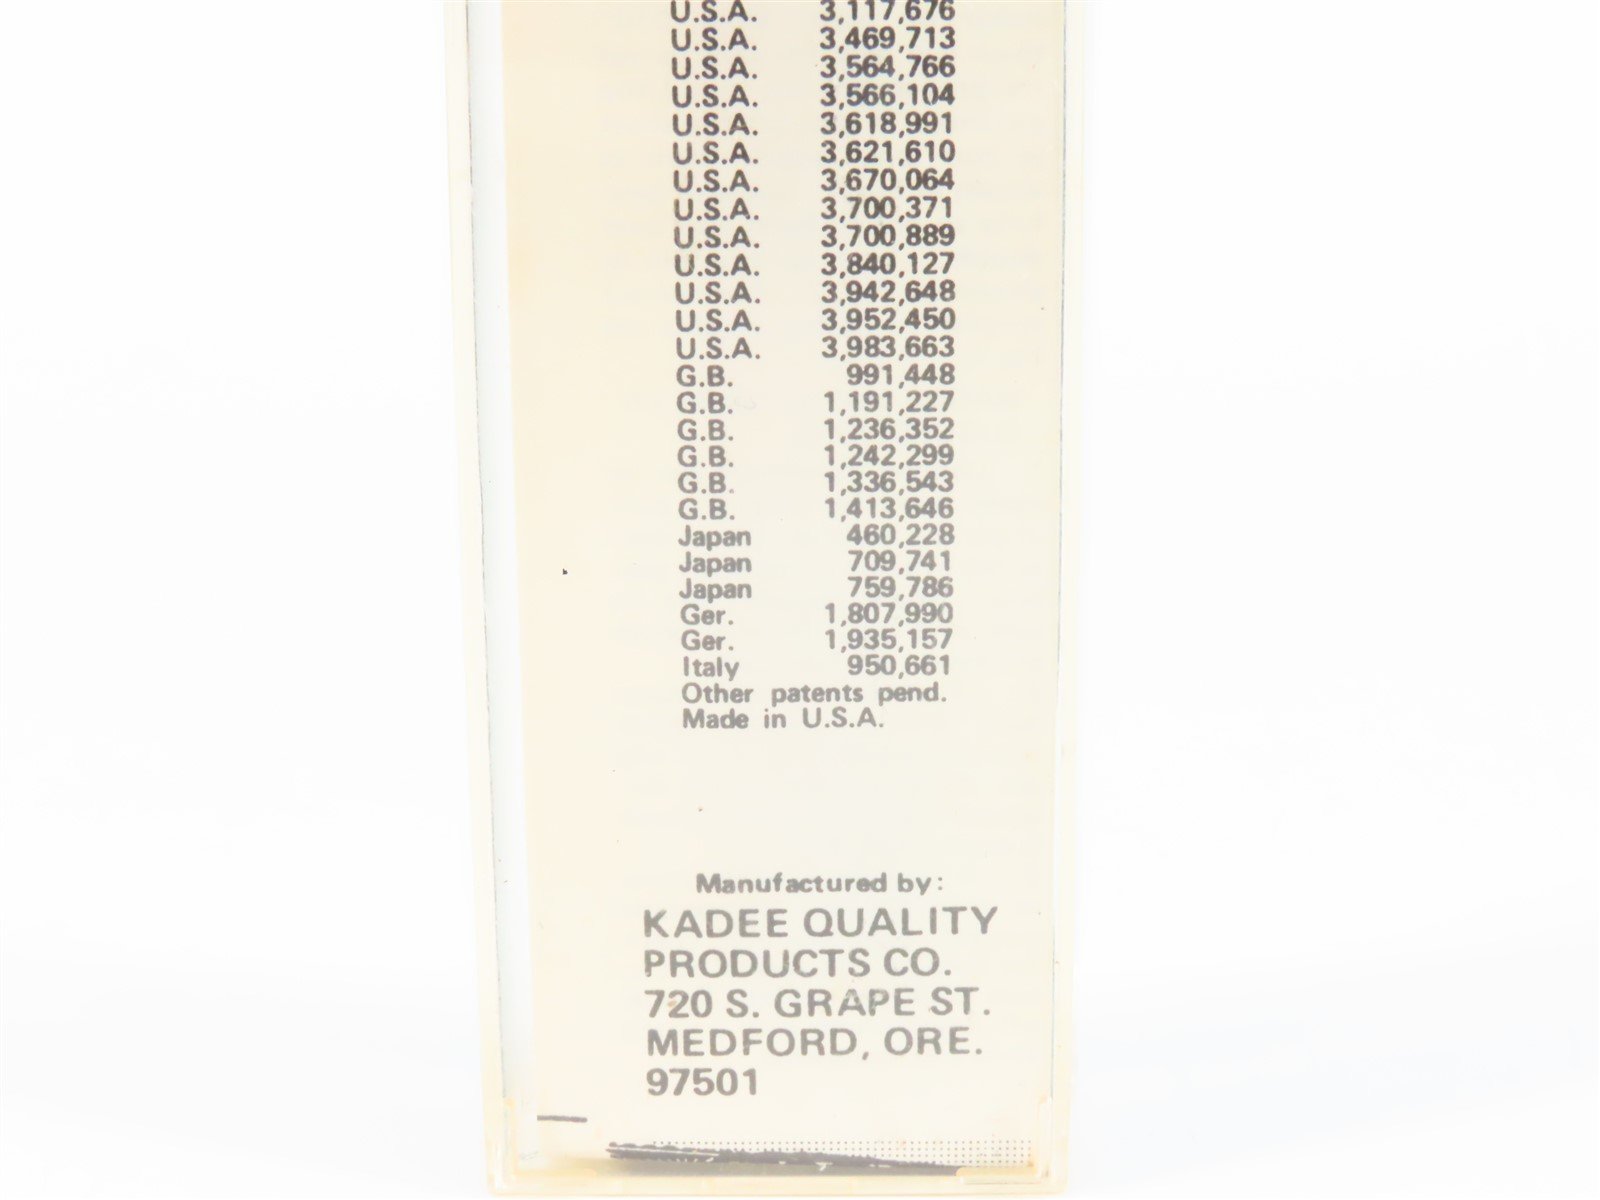 U.S.A. 3,117,676
U.S.A. 3,469,713
U.S.A. 3,564,766
U.S.A. 3,566,104
U.S.A. 3,618,991
U.S.A. 3,621,610
U.S.A. 3,670,064
U.S.A. 3,700,371
U.S.A. 3,700,889
U.S.A. 3,840,127
U.S.A. 3,942,648
U.S.A. 3,952,450
U.S.A. 3,983,663
G.B. 991,448
G.B. 1,191,227
G.B. 1,236,352
G.B. 1,242,299
G.B. 1,336,543
G.B. 1,413,646
Japan 460,228
Japan 709,741
Japan 759,786
Ger. 1,807,990
Ger. 1,935,157
Italy 950,661
Other patents pend.
Made in U.S.A.
Manufactured by:
KADEE QUALITY
PRODUCTS CO.
720 S. GRAPE ST.
MEDFORD, ORE.
97501